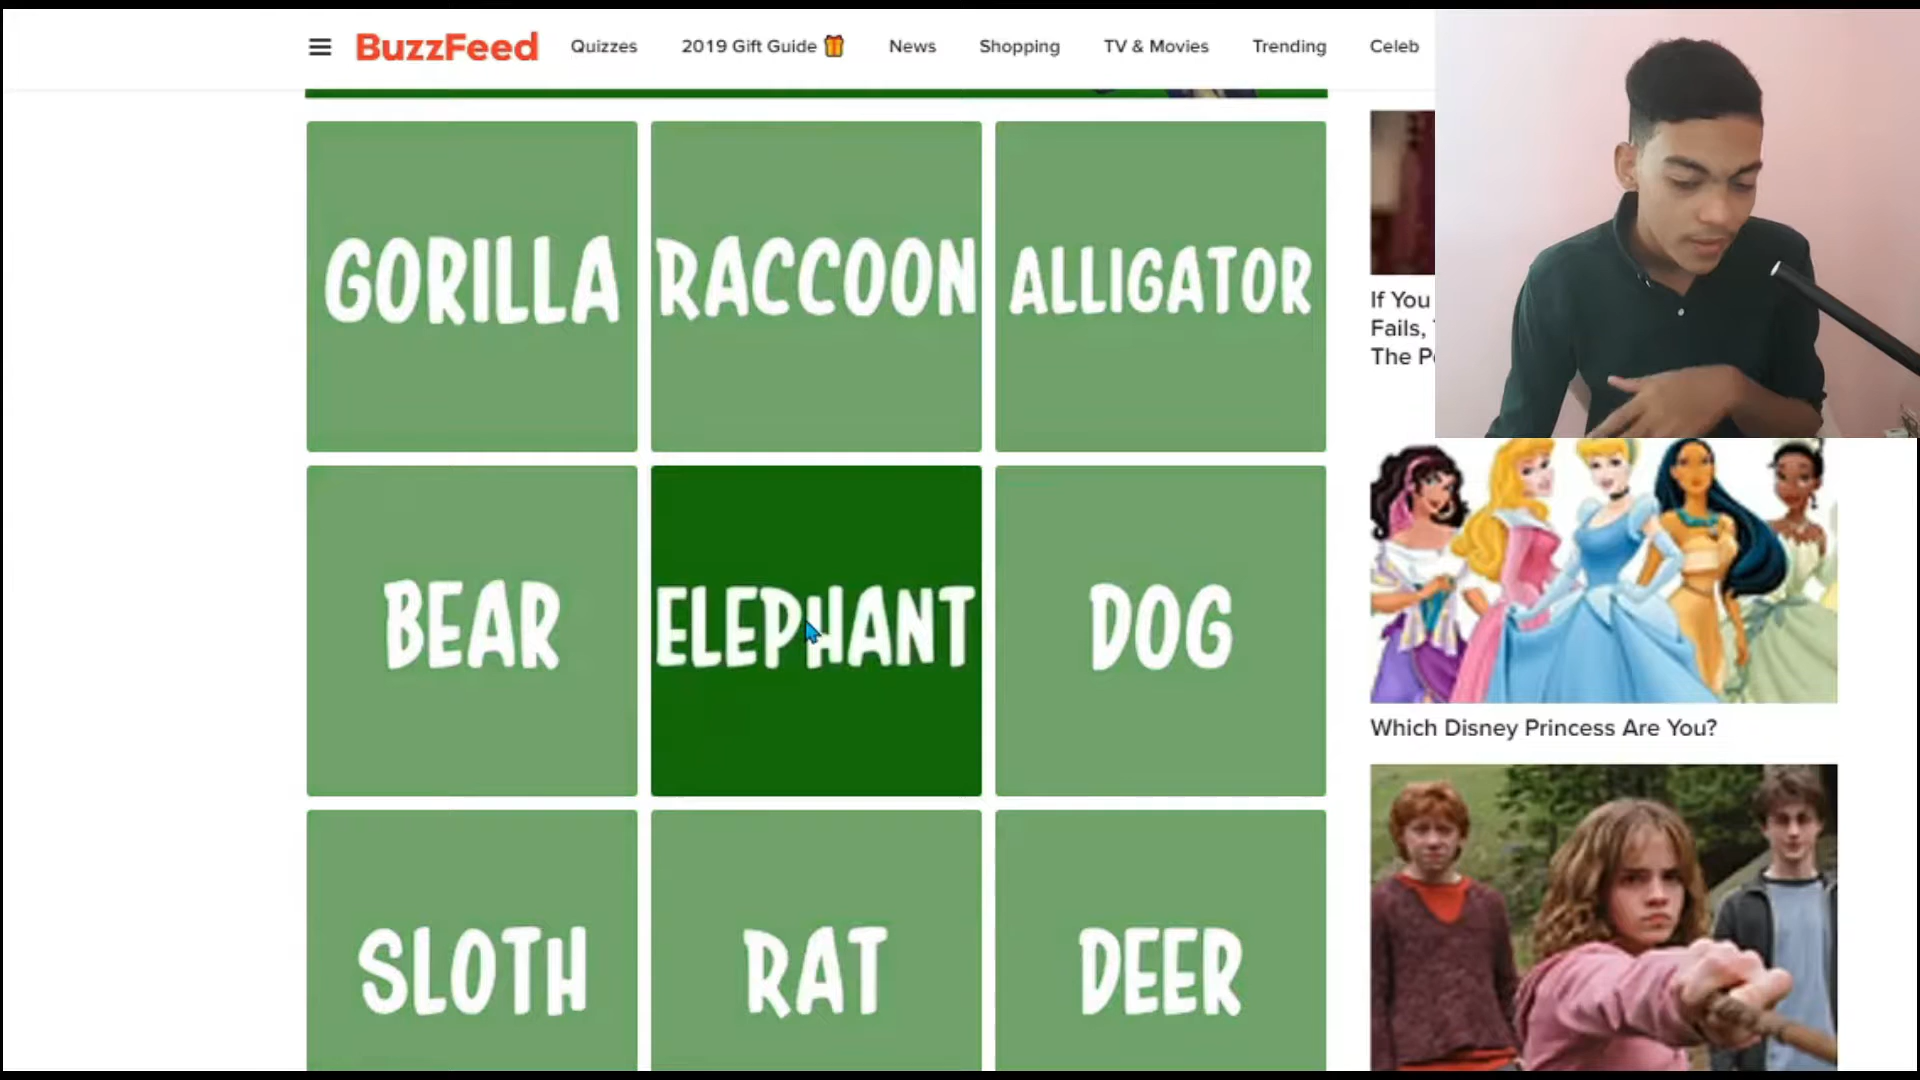 BuzzFeed
Quizzes
2019 Gift Guide
News
Shopping
TV & Movies
Trending
Celeb
GORILLA
RACCOON
ALLIGATOR
BEAR
ELEPHANT
DOG
SLOTH
RAT
DEER
If You
Fails,
The
Which Disney Princess Are You?